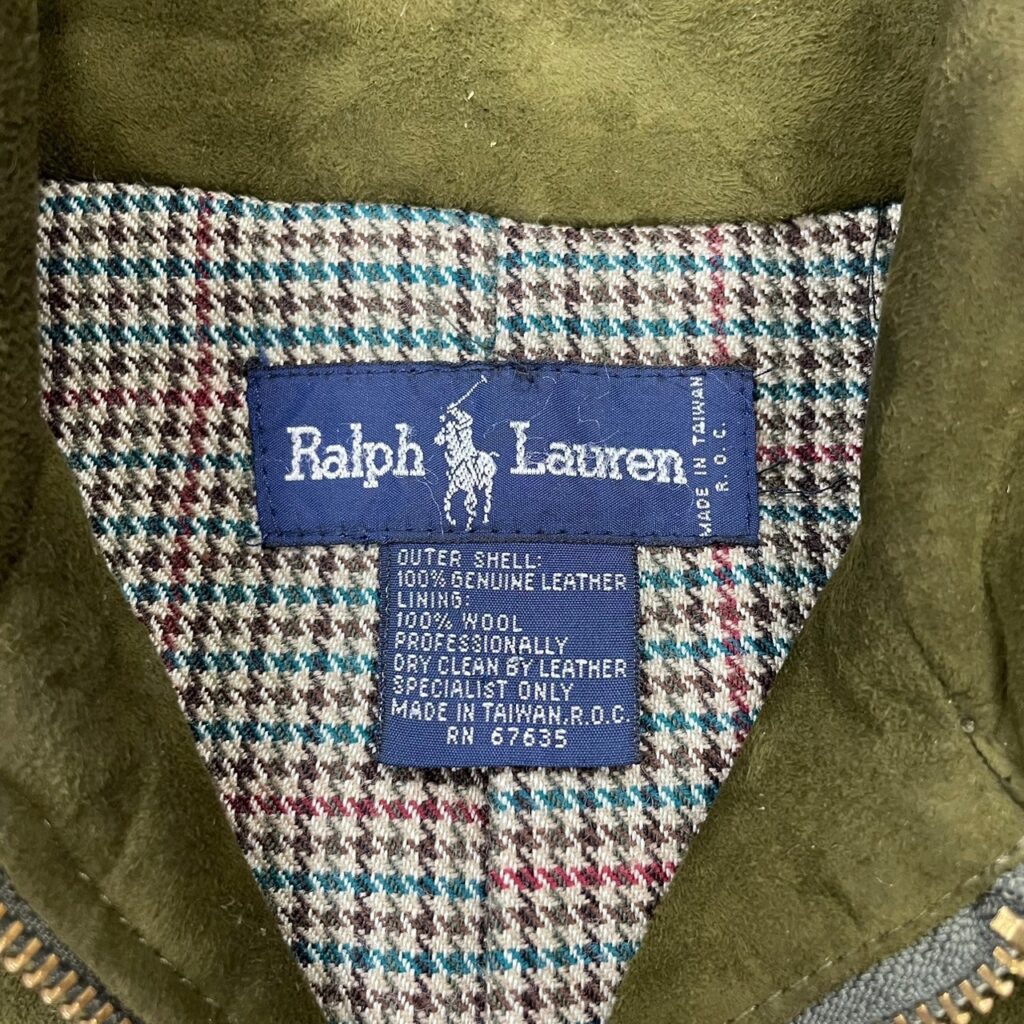 Ralph Lauren
MADE IN TAIWAN
R.O.C.
OUTER SHELL:
100% GENUINE LEATHER
LINING:
100% WOOL
PROFESSIONALLY
DRY CLEAN BY LEATHER
SPECIALIST ONLY
MADE IN TAIWAN.R.O.C.
RN 67635